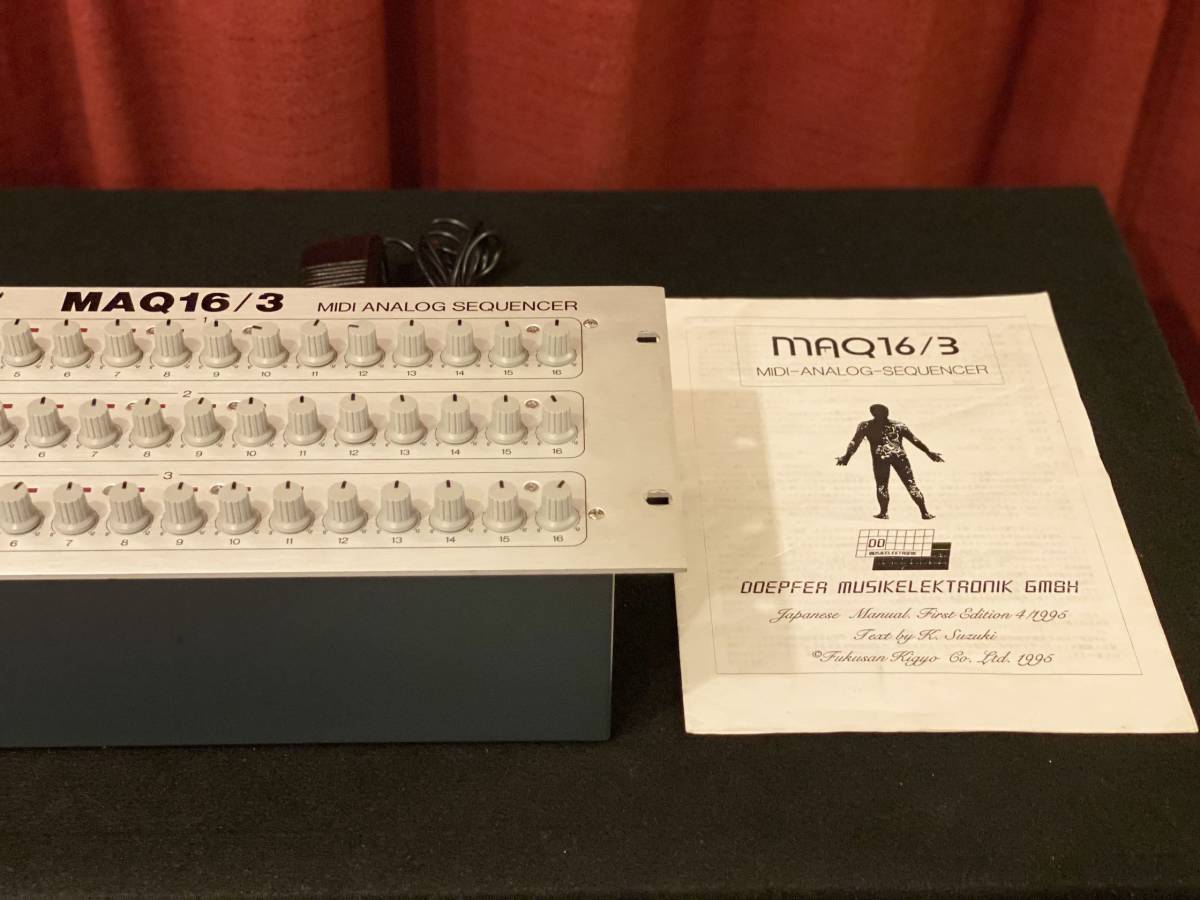 MAQ16/3 MIDI ANALOG SEQUENCER
1
5 6 7 8 9 10 11 12 13 14 15 16
2
6 7 8 9 10 11 12 13 14 15 16
3
6 7 8 9 10 11 12 13 14 15 16
MAQ16/3
MIDI-ANALOG-SEQUENCER
DOEPFER MUSIKELEKTRONIK GMBH
Japanese Manual. First Edition 4/1995
Text by K. Suzuki
©Fukusan Kigyo Co. Ltd. 1995